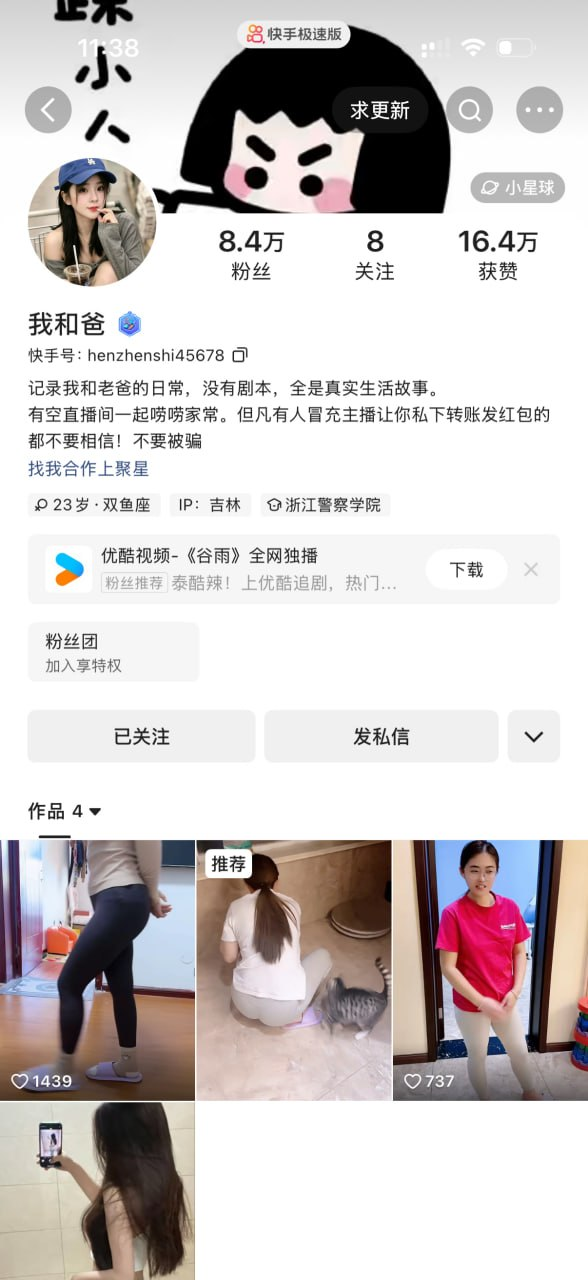 踩
小
人
11:38
快手极速版
求更新
小星球
8.4万
粉丝
8
关注
16.4万
获赞
我和爸
快手号：henzhenshi45678
记录我和老爸的日常，没有剧本，全是真实生活故事。
有空直播间一起唠唠家常。但凡有人冒充主播让你私下转账发红包的
都不要相信！不要被骗
找我合作上聚星
23岁·双鱼座
IP：吉林
浙江警察学院
优酷视频-《谷雨》全网独播
粉丝推荐 泰酷辣！上优酷追剧，热门...
下载
粉丝团
加入享特权
已关注
发私信
作品 4
推荐
1439
737